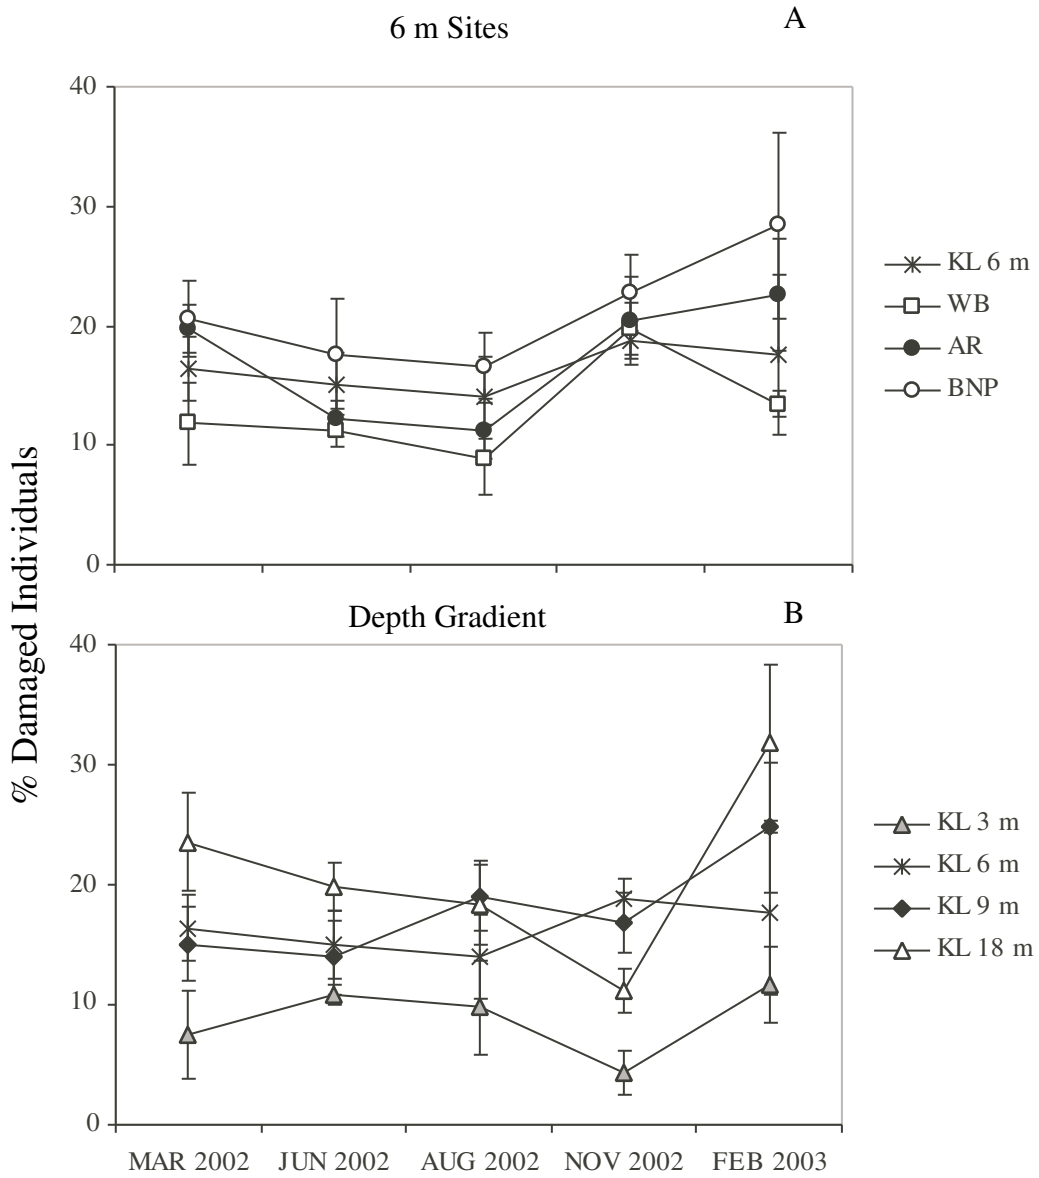 6 m Sites
A
40
30
20
10
0
KL 6 m
WB
AR
BNP
% Damaged Individuals
Depth Gradient
B
40
30
20
10
0
KL 3 m
KL 6 m
KL 9 m
KL 18 m
MAR 2002 JUN 2002 AUG 2002 NOV 2002 FEB 2003